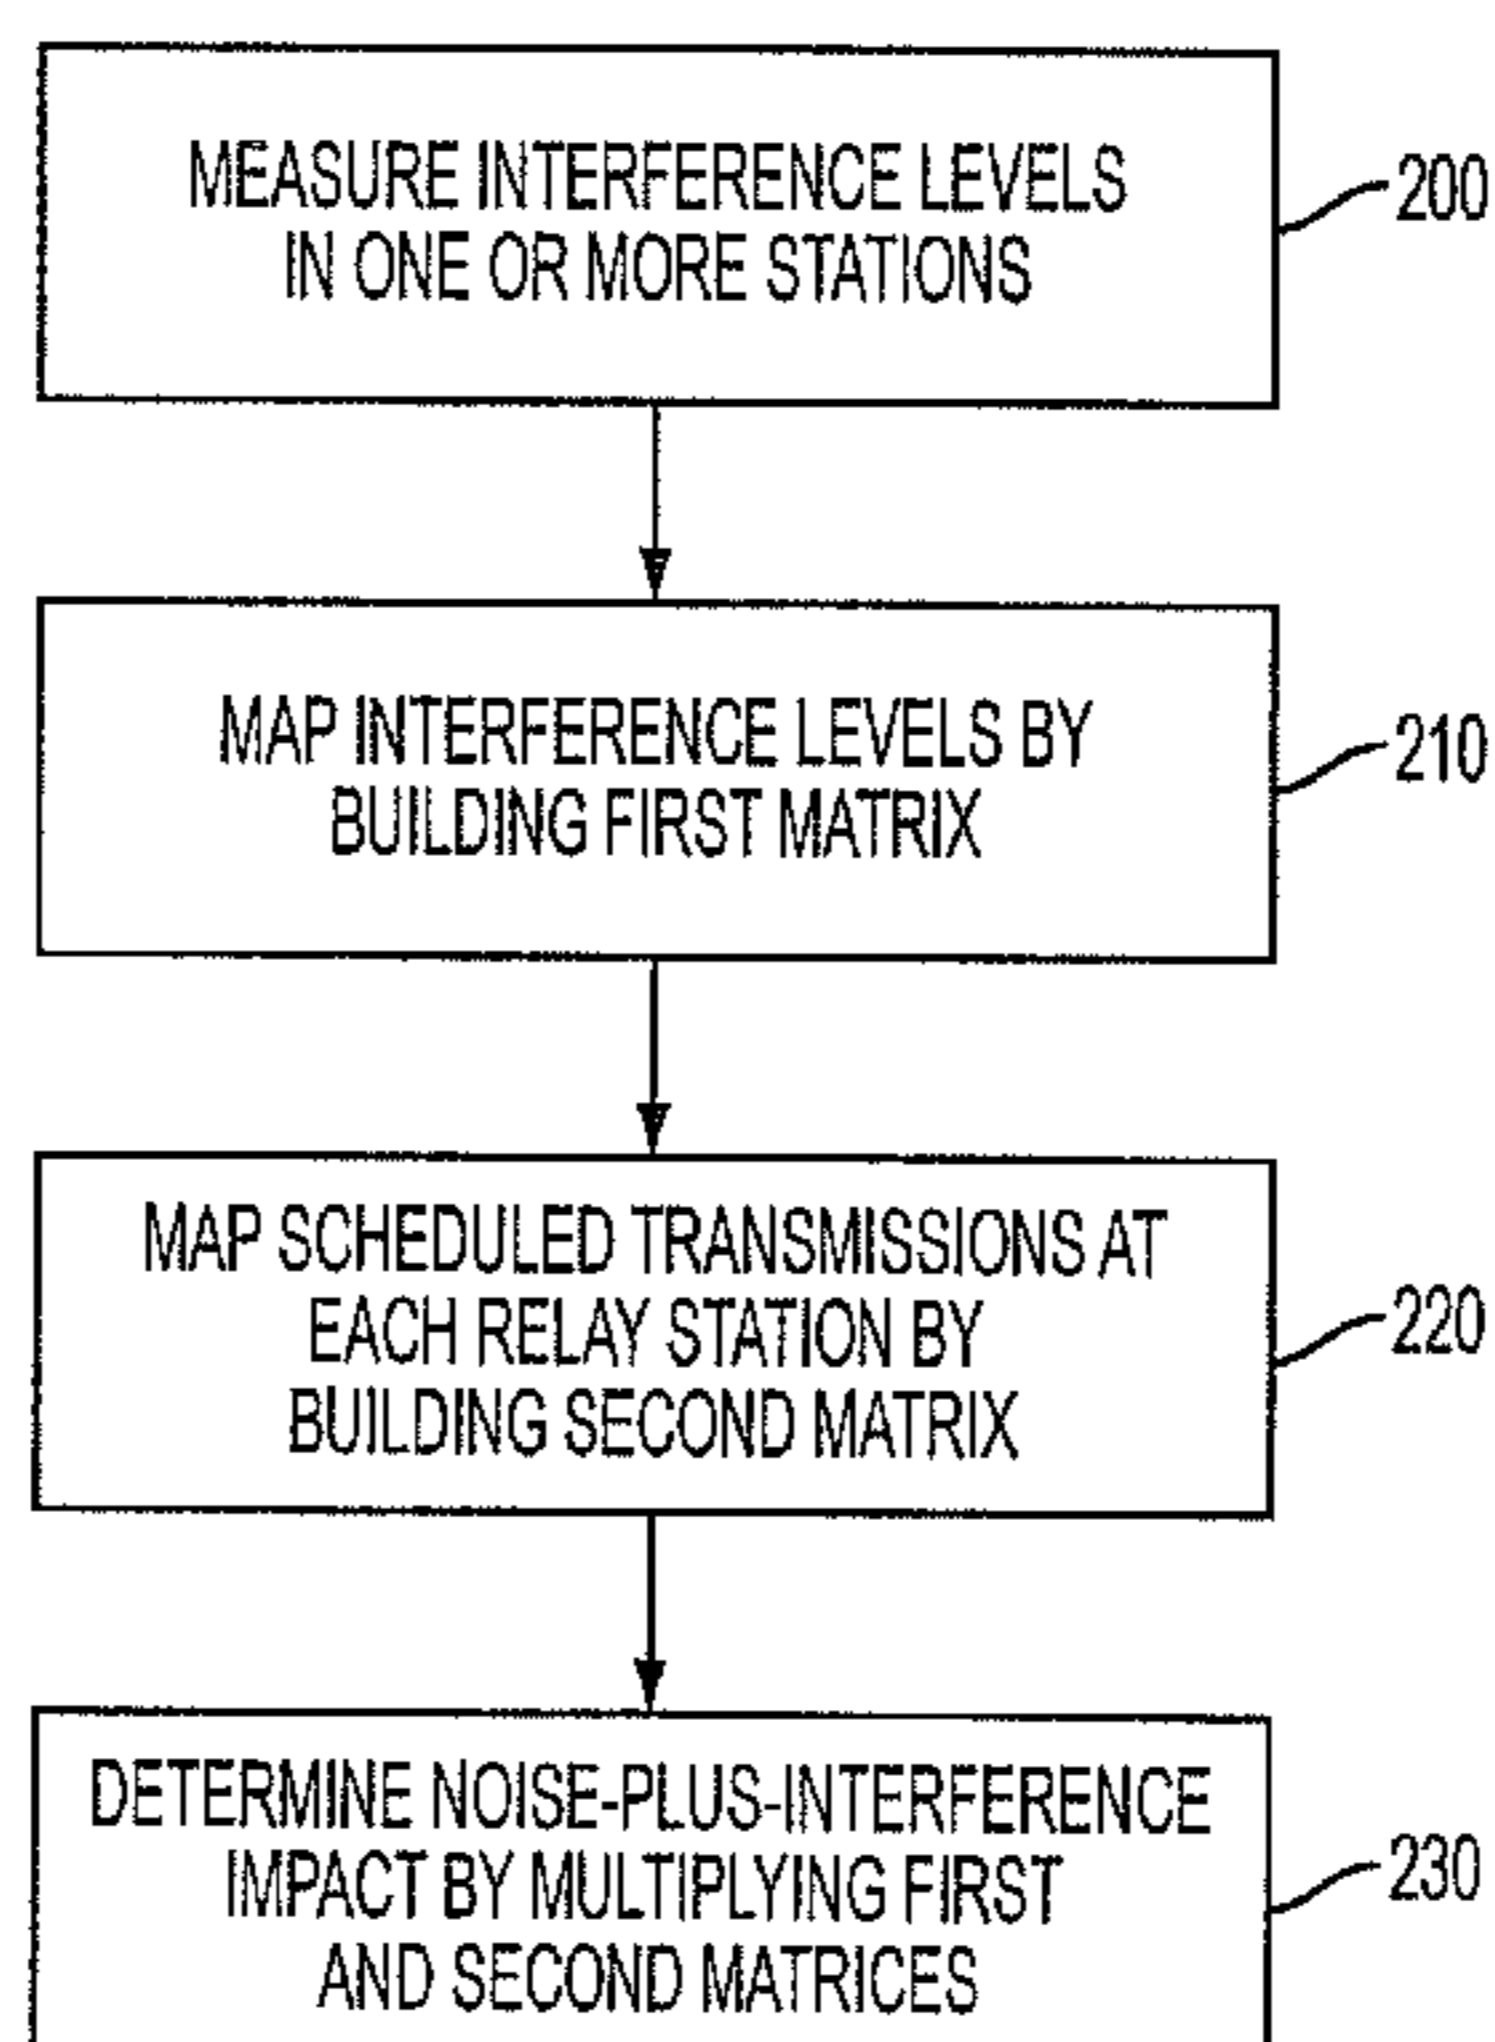 MEASURE INTERFERENCE LEVELS
IN ONE OR MORE STATIONS
200
MAP INTERFERENCE LEVELS BY
BUILDING FIRST MATRIX
210
MAP SCHEDULED TRANSMISSIONS AT
EACH RELAY STATION BY
BUILDING SECOND MATRIX
220
DETERMINE NOISE-PLUS-INTERFERENCE
IMPACT BY MULTIPLYING FIRST
AND SECOND MATRICES
230